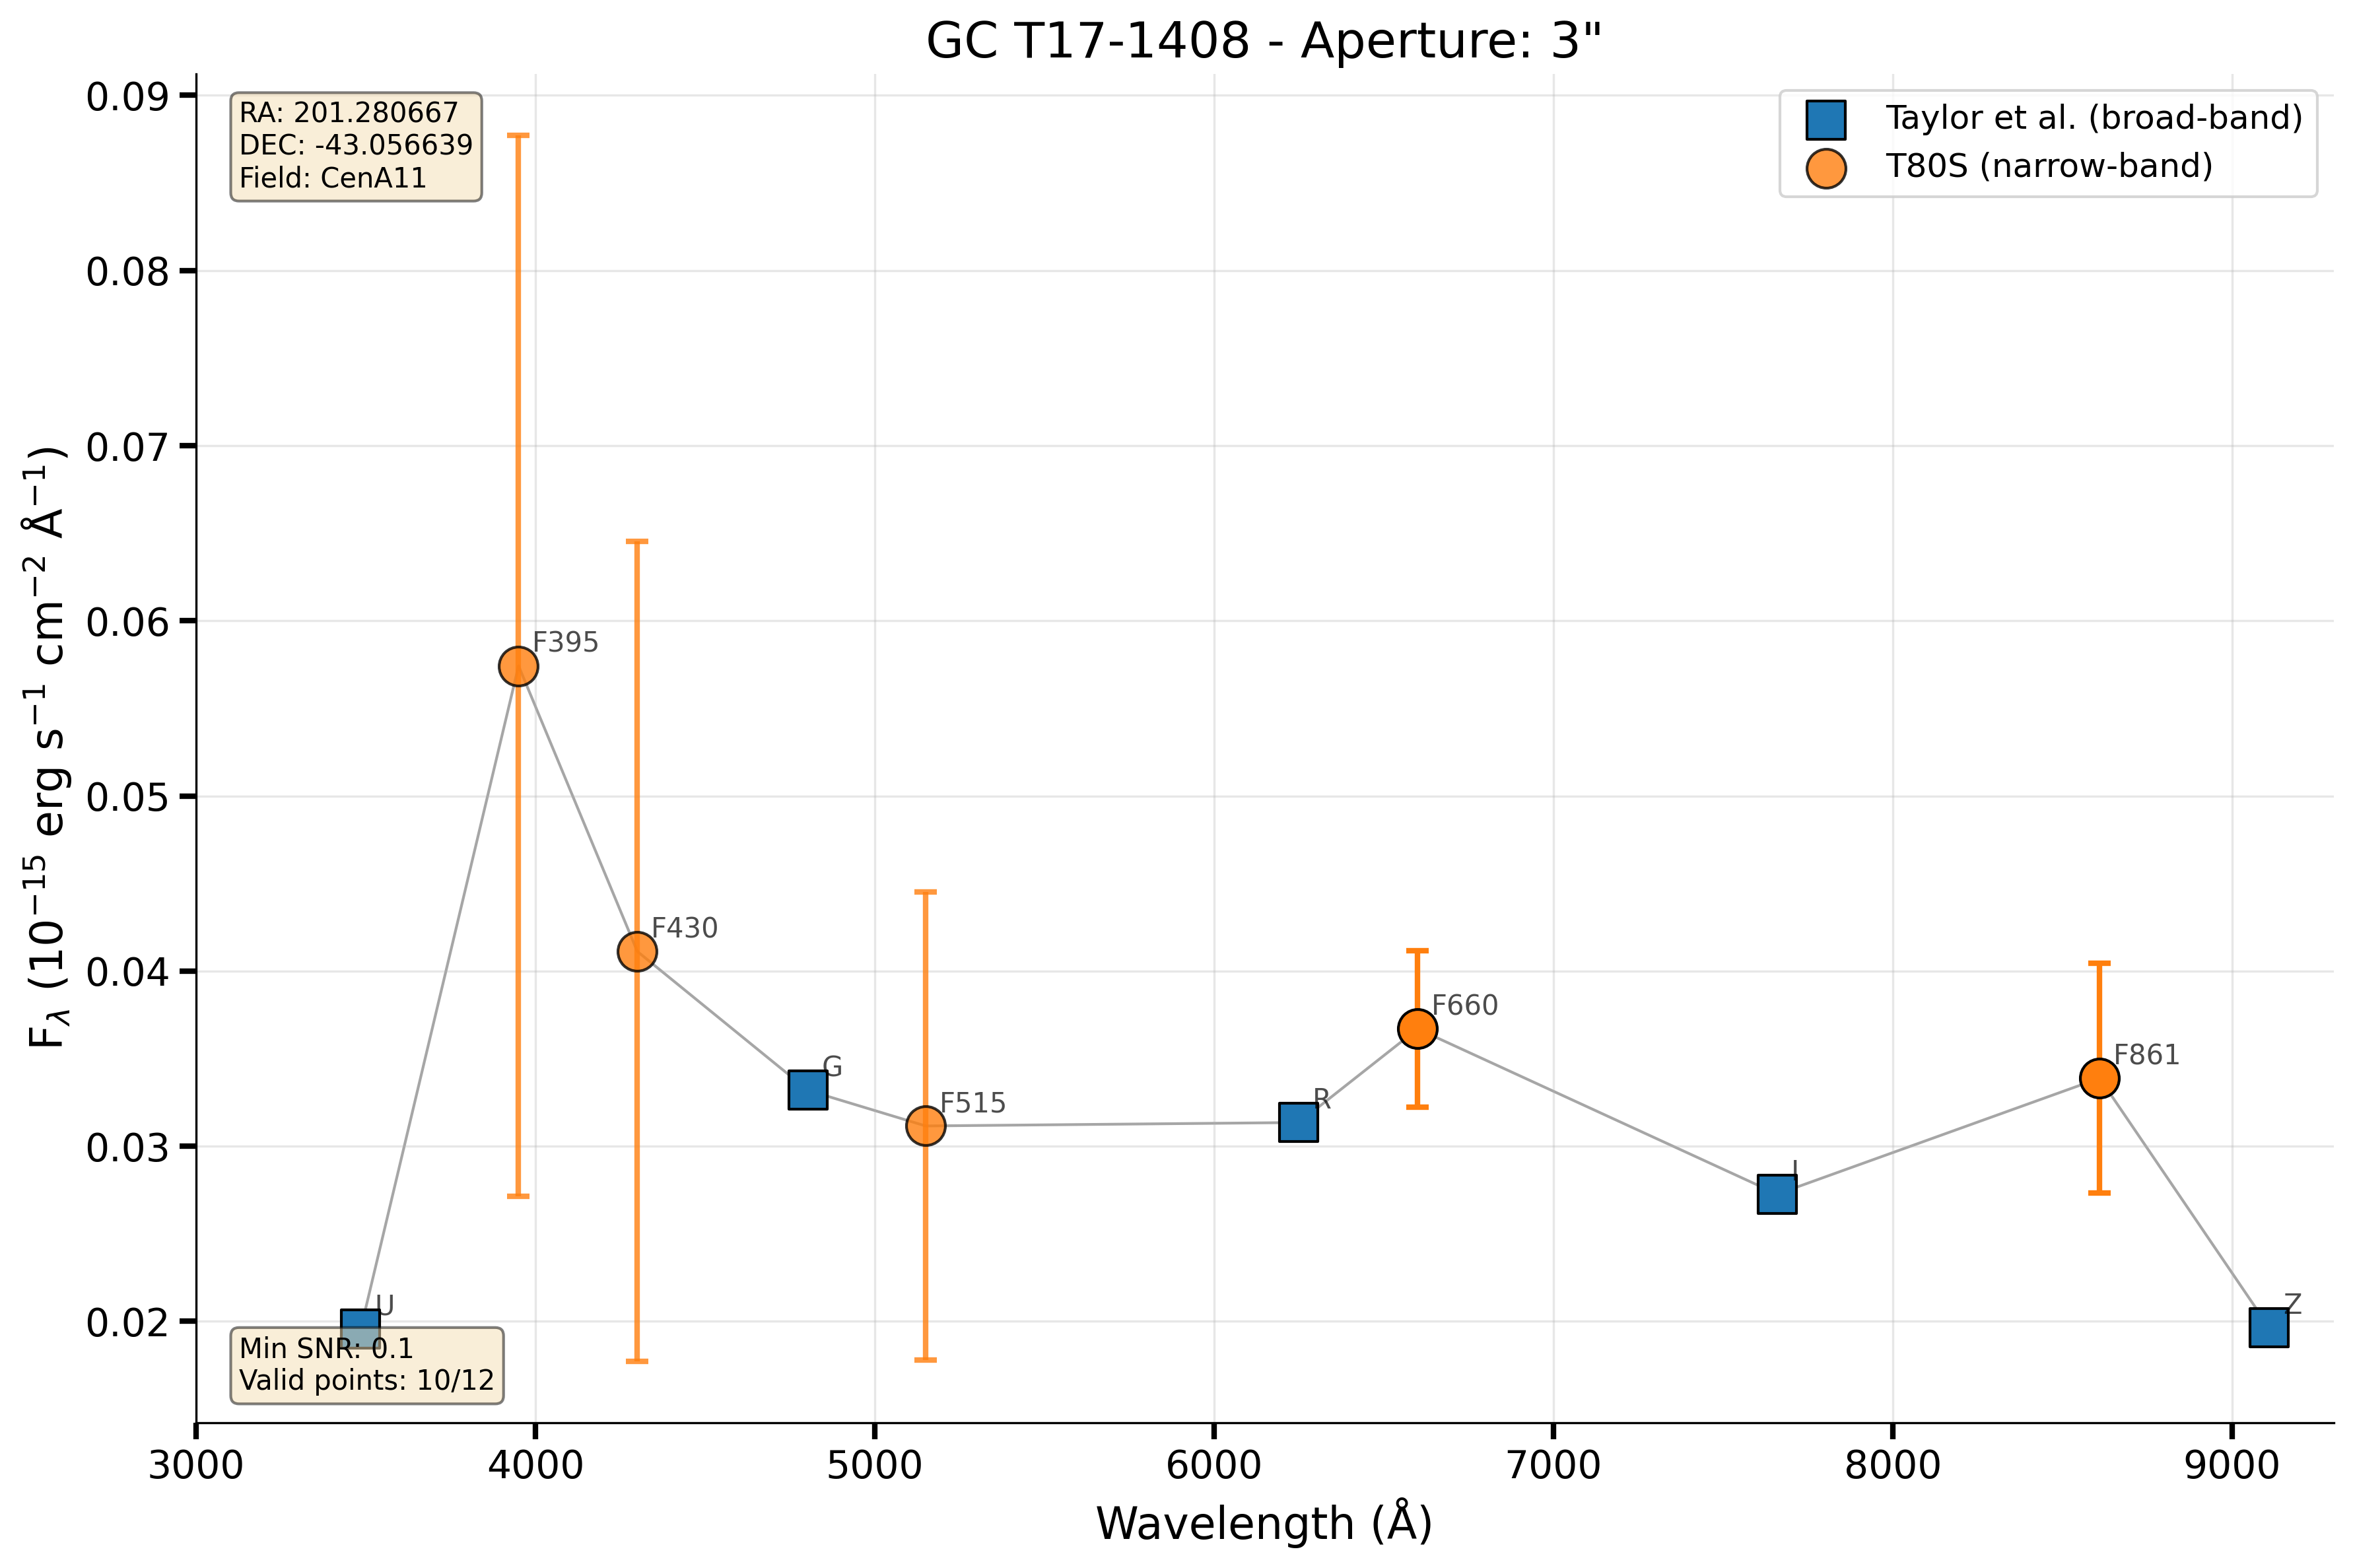 GC T17-1408 - Aperture: 3"
RA: 201.280667
DEC: -43.056639
Field: CenA11
Taylor et al. (broad-band)
T80S (narrow-band)
0.09
0.08
0.07
0.06
0.05
0.04
0.03
0.02
F_λ (10⁻¹⁵ erg s⁻¹ cm⁻² Å⁻¹)
F395
F430
G
F515
R
F660
I
F861
U
Z
Min SNR: 0.1
Valid points: 10/12
3000 4000 5000 6000 7000 8000 9000
Wavelength (Å)